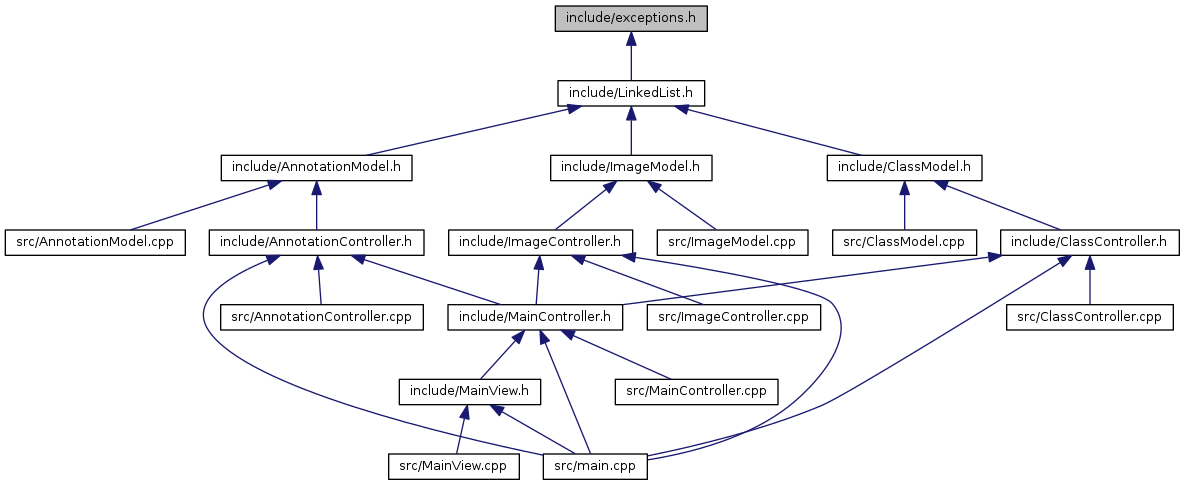 include/exceptions.h
include/LinkedList.h
include/AnnotationModel.h
include/ImageModel.h
include/ClassModel.h
src/AnnotationModel.cpp
include/AnnotationController.h
include/ImageController.h
src/ImageModel.cpp
src/ClassModel.cpp
include/ClassController.h
src/AnnotationController.cpp
include/MainController.h
src/ImageController.cpp
src/ClassController.cpp
include/MainView.h
src/MainController.cpp
src/MainView.cpp
src/main.cpp